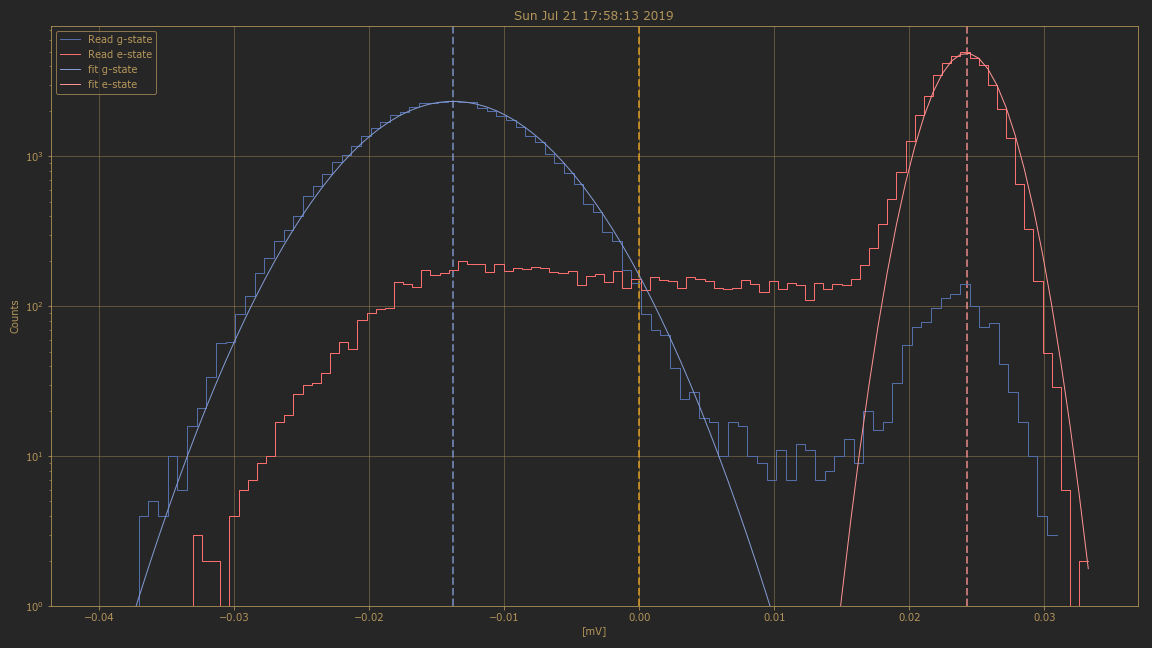 Sun Jul 21 17:58:13 2019
Read g-state
Read e-state
fit g-state
fit e-state
Counts
10³
10²
10¹
10⁰
−0.04 −0.03 −0.02 −0.01 0.00 0.01 0.02 0.03
[mV]